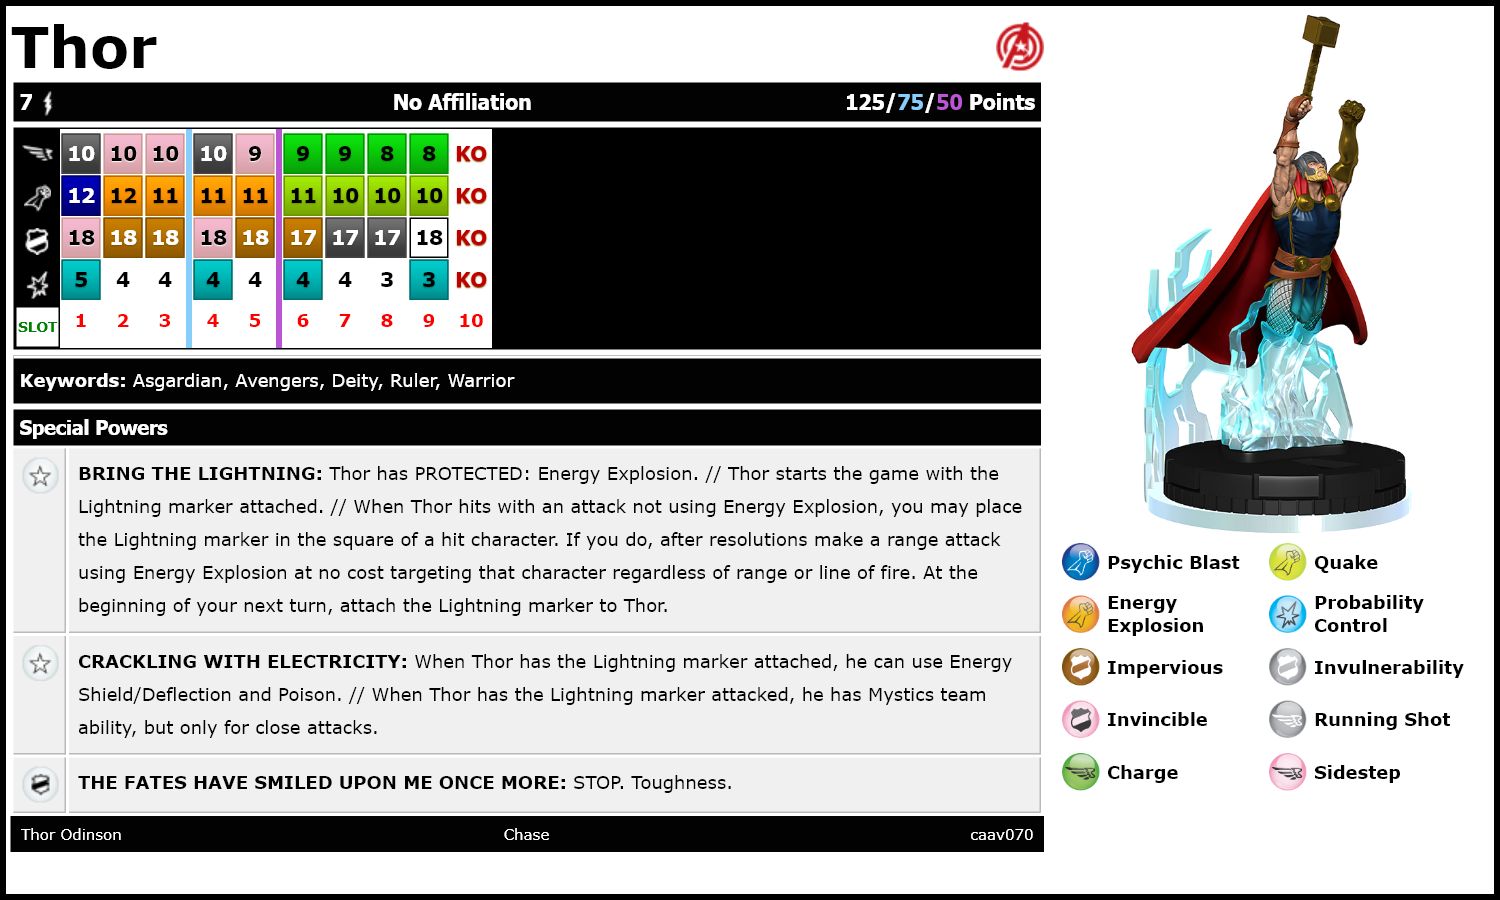 Thor
7 No Affiliation 125/75/50 Points
10 10 10 10 9 9 9 8 8 KO
12 12 11 11 11 11 10 10 10 KO
18 18 18 18 18 17 17 17 18 KO
5 4 4 4 4 4 4 3 3 KO
SLOT 1 2 3 4 5 6 7 8 9 10
Keywords: Asgardian, Avengers, Deity, Ruler, Warrior
Special Powers
BRING THE LIGHTNING: Thor has PROTECTED: Energy Explosion. // Thor starts the game with the
Lightning marker attached. // When Thor hits with an attack not using Energy Explosion, you may place
the Lightning marker in the square of a hit character. If you do, after resolutions make a range attack
using Energy Explosion at no cost targeting that character regardless of range or line of fire. At the
beginning of your next turn, attach the Lightning marker to Thor.
CRACKLING WITH ELECTRICITY: When Thor has the Lightning marker attached, he can use Energy
Shield/Deflection and Poison. // When Thor has the Lightning marker attacked, he has Mystics team
ability, but only for close attacks.
THE FATES HAVE SMILED UPON ME ONCE MORE: STOP. Toughness.
Thor Odinson Chase caav070
Psychic Blast Quake
Energy
Explosion
Probability
Control
Impervious Invulnerability
Invincible Running Shot
Charge Sidestep